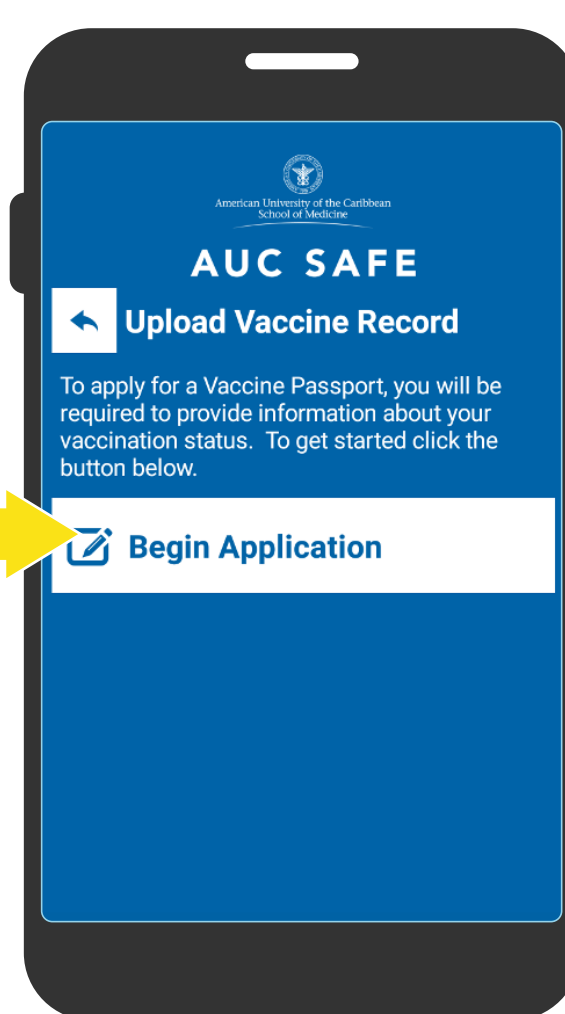 American University of the Caribbean
School of Medicine
AUC SAFE
Upload Vaccine Record
To apply for a Vaccine Passport, you will be
required to provide information about your
vaccination status. To get started click the
button below.
Begin Application